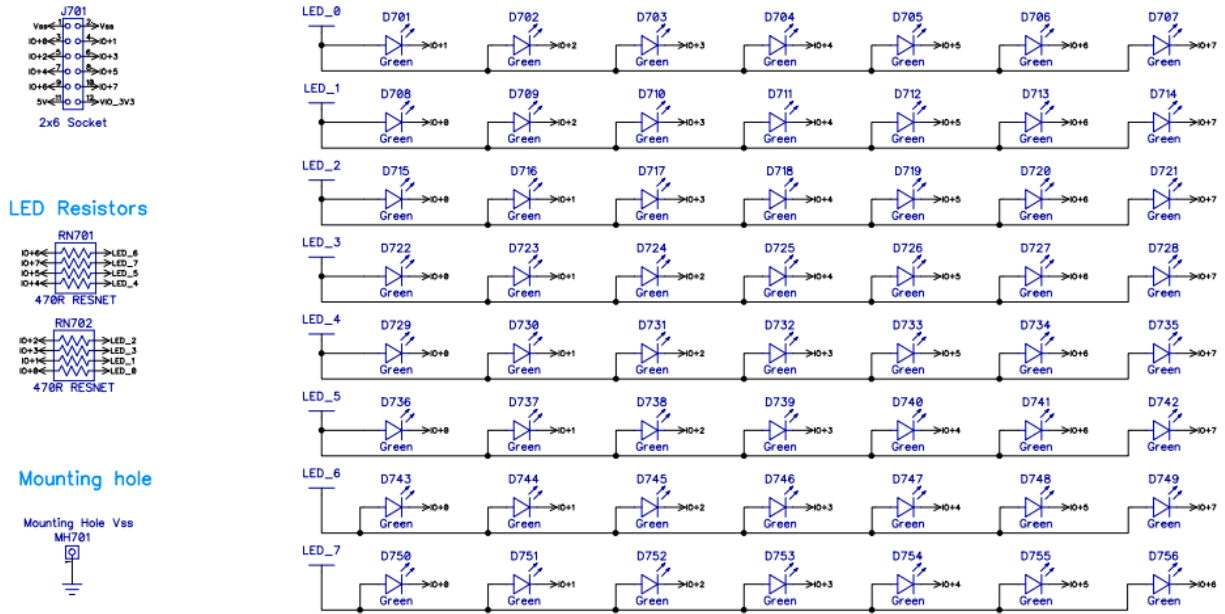 J701
Vss 1 2 Vss
IO+0 3 4 IO+1
IO+2 5 6 IO+3
IO+4 7 8 IO+5
IO+6 9 10 IO+7
5V 11 12 VIO_3V3
2x6 Socket
LED Resistors
RN701
IO+6 LED_6
IO+7 LED_7
IO+5 LED_5
IO+4 LED_4
470R RESNET
RN702
IO+2 LED_2
IO+3 LED_3
IO+1 LED_1
IO+0 LED_0
470R RESNET
Mounting hole
Mounting Hole Vss
MH701
1
LED_0
D701 D702 D703 D704 D705 D706 D707
IO+1 IO+2 IO+3 IO+4 IO+5 IO+6 IO+7
Green Green Green Green Green Green Green
LED_1
D708 D709 D710 D711 D712 D713 D714
IO+0 IO+2 IO+3 IO+4 IO+5 IO+6 IO+7
Green Green Green Green Green Green Green
LED_2
D715 D716 D717 D718 D719 D720 D721
IO+0 IO+1 IO+3 IO+4 IO+5 IO+6 IO+7
Green Green Green Green Green Green Green
LED_3
D722 D723 D724 D725 D726 D727 D728
IO+0 IO+1 IO+2 IO+4 IO+5 IO+6 IO+7
Green Green Green Green Green Green Green
LED_4
D729 D730 D731 D732 D733 D734 D735
IO+0 IO+1 IO+2 IO+3 IO+5 IO+6 IO+7
Green Green Green Green Green Green Green
LED_5
D736 D737 D738 D739 D740 D741 D742
IO+0 IO+1 IO+2 IO+3 IO+4 IO+6 IO+7
Green Green Green Green Green Green Green
LED_6
D743 D744 D745 D746 D747 D748 D749
IO+0 IO+1 IO+2 IO+3 IO+4 IO+5 IO+7
Green Green Green Green Green Green Green
LED_7
D750 D751 D752 D753 D754 D755 D756
IO+0 IO+1 IO+2 IO+3 IO+4 IO+5 IO+6
Green Green Green Green Green Green Green